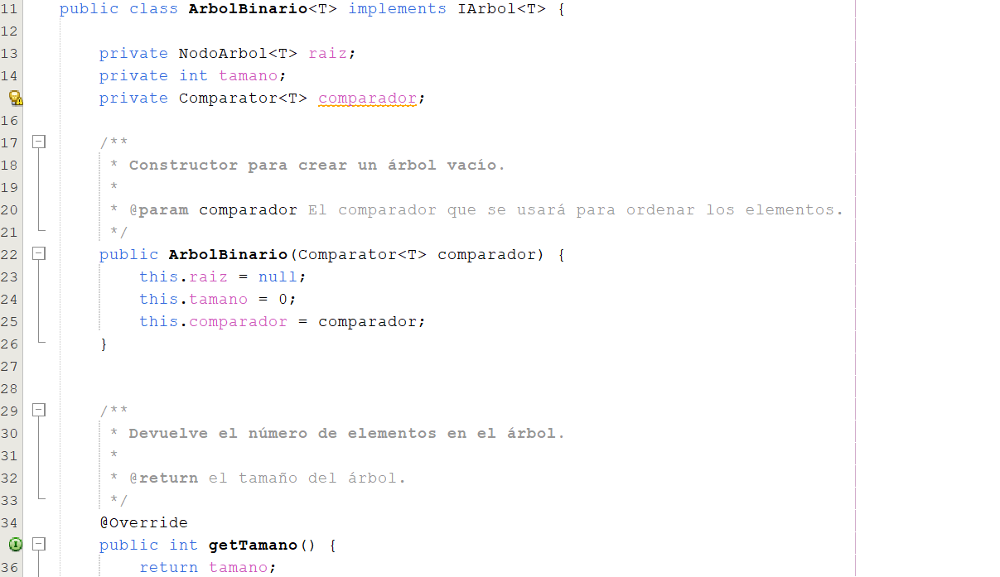 11 public class ArbolBinario<T> implements IArbol<T> {
12
13 private NodoArbol<T> raiz;
14 private int tamano;
private Comparator<T> comparador;
16
17 /**
18 * Constructor para crear un árbol vacío.
19 *
20 * @param comparador El comparador que se usará para ordenar los elementos.
21 */
22 public ArbolBinario(Comparator<T> comparador) {
23 this.raiz = null;
24 this.tamano = 0;
25 this.comparador = comparador;
26 }
27
28
29 /**
30 * Devuelve el número de elementos en el árbol.
31 *
32 * @return el tamaño del árbol.
33 */
34 @Override
public int getTamano() {
36 return tamano;